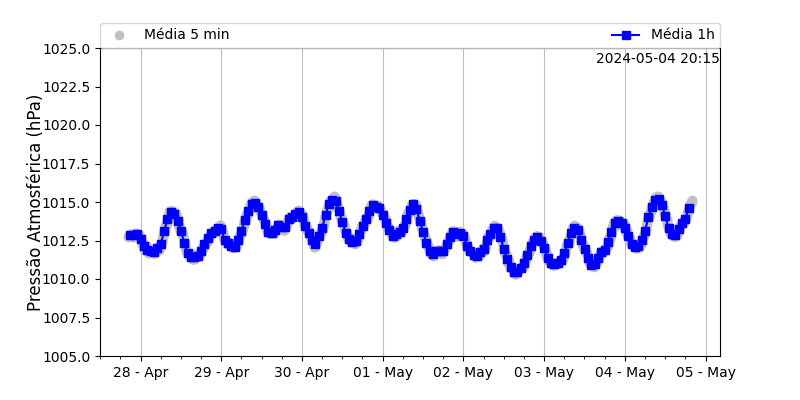 Média 5 min
Média 1h
2024-05-04 20:15
Pressão Atmosférica (hPa)
1025.0
1022.5
1020.0
1017.5
1015.0
1012.5
1010.0
1007.5
1005.0
28 - Apr 29 - Apr 30 - Apr 01 - May 02 - May 03 - May 04 - May 05 - May